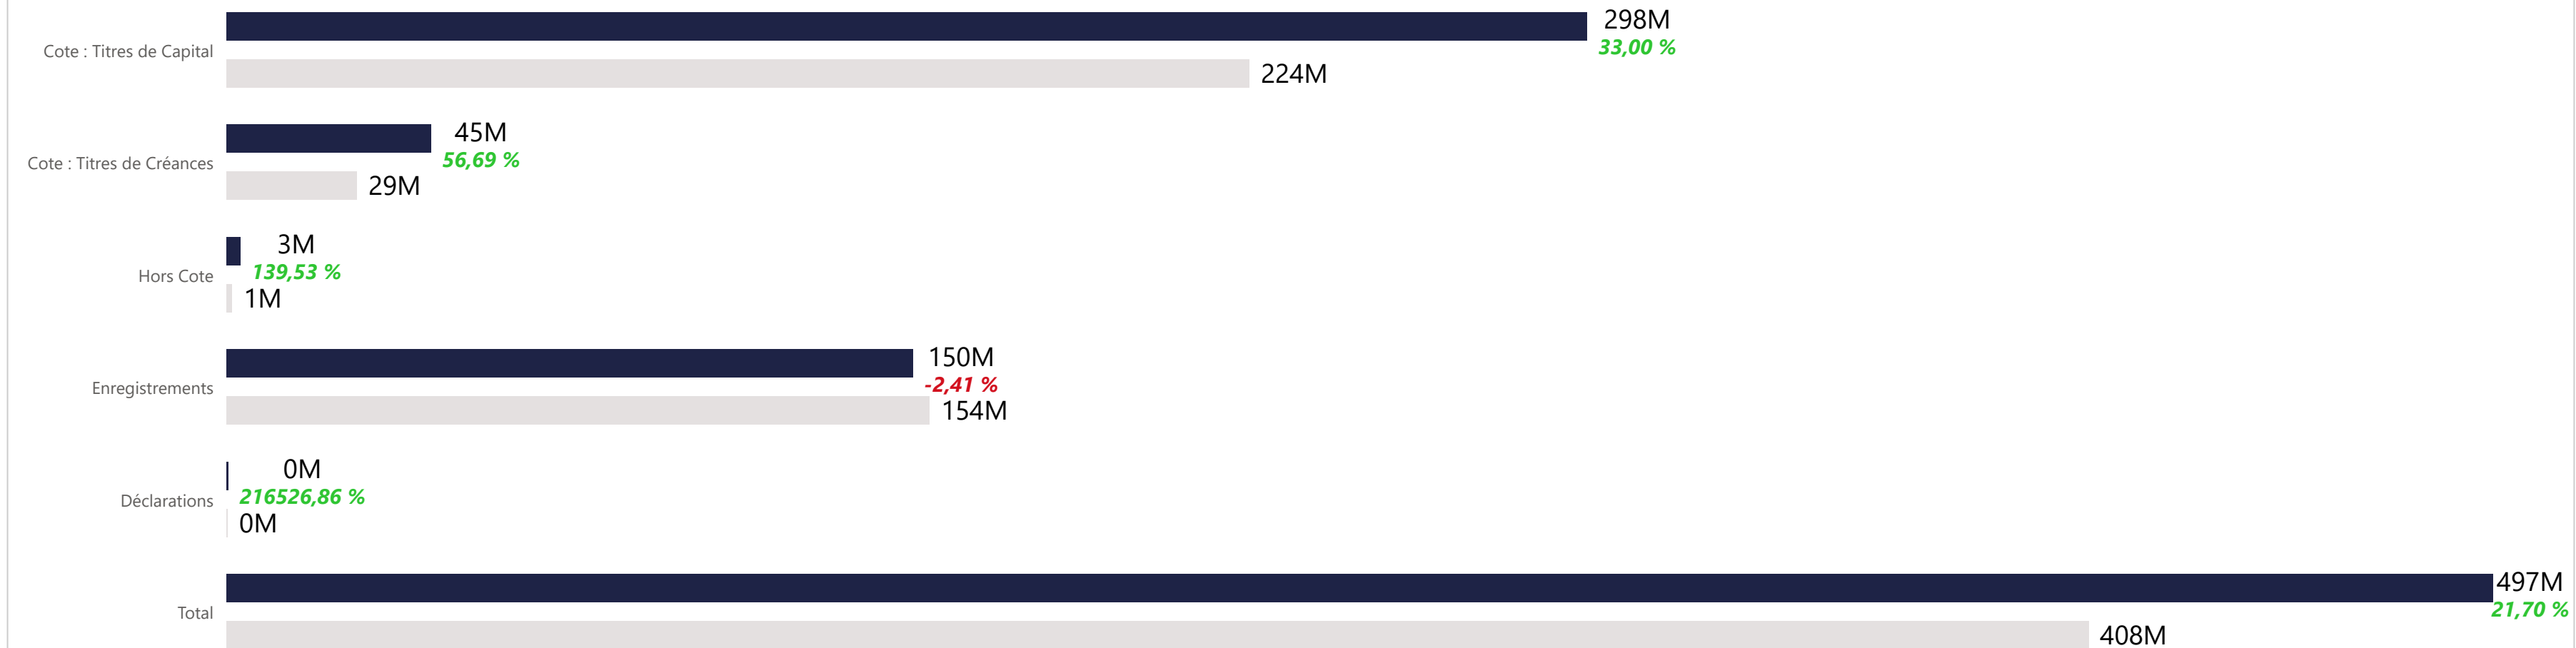 298M
33,00 %
Cote : Titres de Capital
224M
45M
56,69 %
Cote : Titres de Créances
29M
3M
139,53 %
Hors Cote
1M
150M
-2,41 %
Enregistrements
154M
0M
216526,86 %
Déclarations
0M
497M
21,70 %
Total
408M